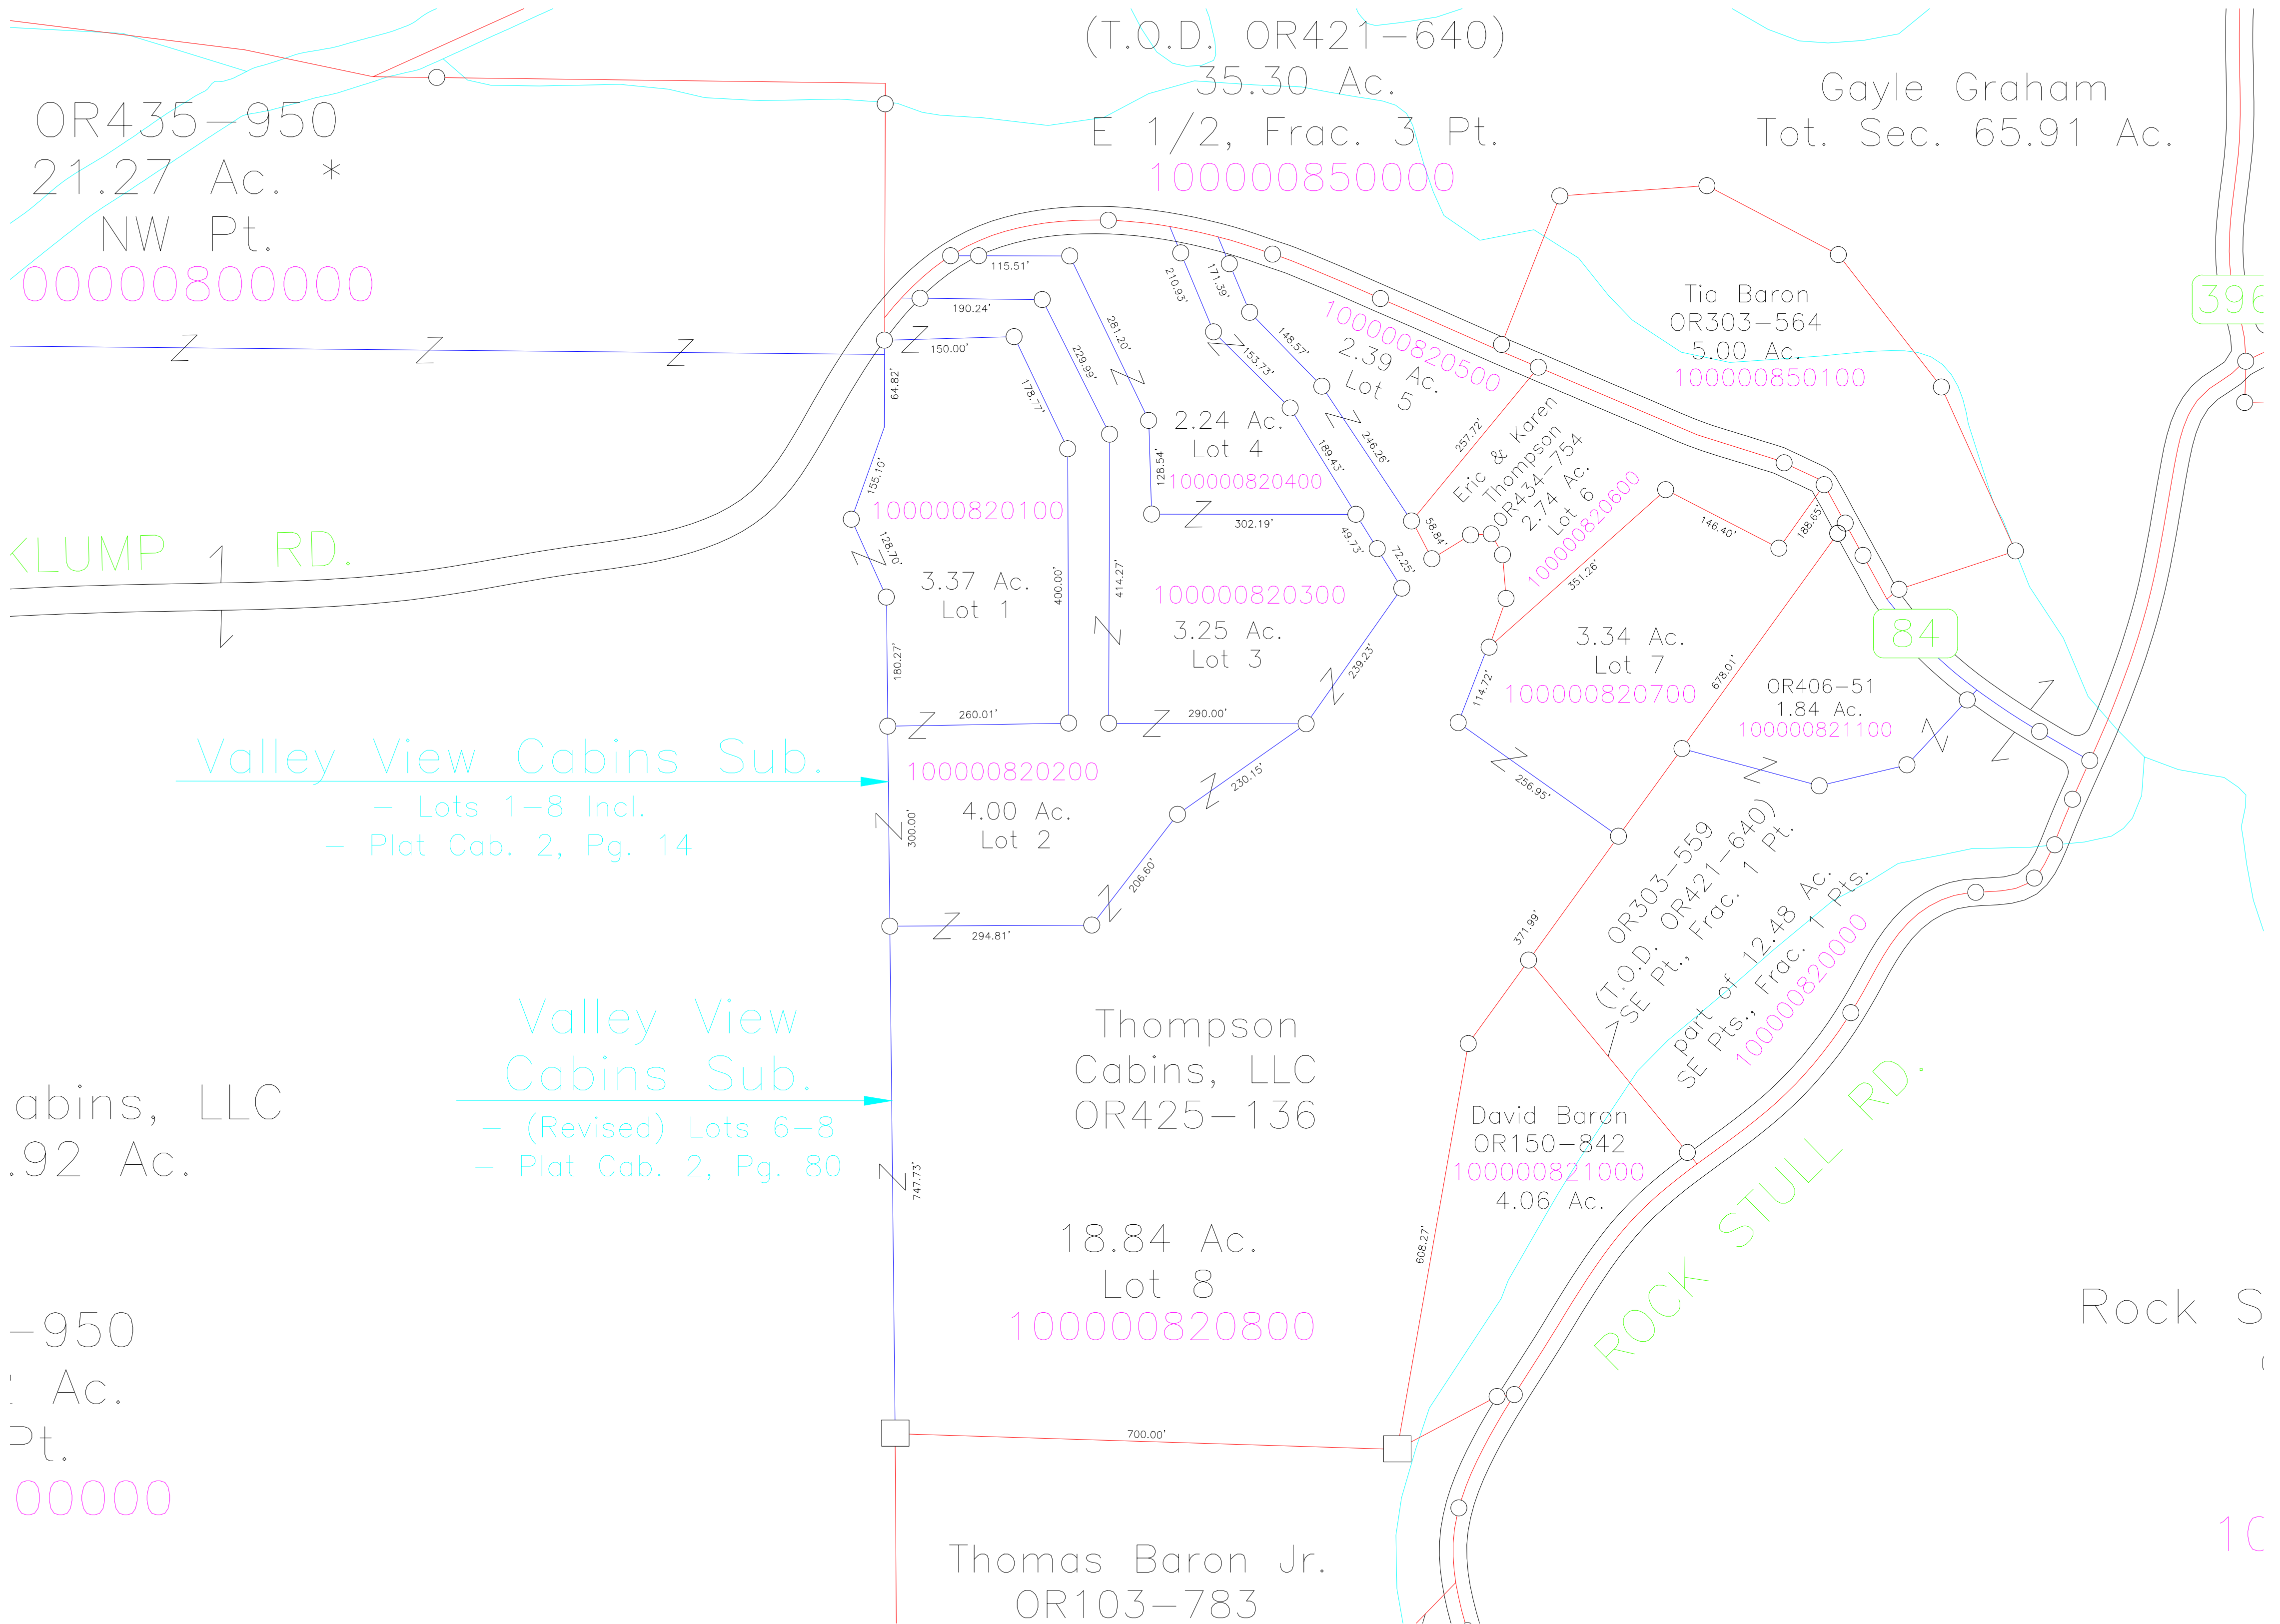 (T.O.D. OR421-640)
35.30 Ac.
E 1/2, Frac. 3 Pt.
100000850000
Gayle Graham
Tot. Sec. 65.91 Ac.
OR435-950
21.27 Ac. *
NW Pt.
00000800000
396
Tia Baron
OR303-564
5.00 Ac.
100000850100
115.51'
190.24'
150.00'
64.82'
155.10'
128.70'
180.27'
178.77'
229.99'
281.20'
210.93'
171.39'
153.73'
148.57'
100000820500
2.39 Ac.
Lot 5
246.26'
257.72'
58.84'
2.24 Ac.
Lot 4
100000820400
128.54'
189.43'
302.19'
49.73'
72.25'
Eric & Karen
Thompson
OR434-754
2.74 Ac.
Lot 6
100000820600
146.40'
188.65'
351.26'
100000820100
3.37 Ac.
Lot 1
400.00'
414.27'
100000820300
3.25 Ac.
Lot 3
239.23'
290.00'
260.01'
KLUMP RD.
84
3.34 Ac.
Lot 7
100000820700
114.72'
256.95'
678.01'
OR406-51
1.84 Ac.
100000821100
Valley View Cabins Sub.
- Lots 1-8 Incl.
- Plat Cab. 2, Pg. 14
100000820200
4.00 Ac.
Lot 2
300.00'
230.15'
206.60'
294.81'
371.99'
OR303-559
(T.O.D. OR421-640)
SE Pt., Frac. 1 Pt.
part of 12.48 Ac.
SE Pts., Frac. 1 Pts.
100000820000
Valley View
Cabins Sub.
- (Revised) Lots 6-8
- Plat Cab. 2, Pg. 80
747.73'
Thompson
Cabins, LLC
OR425-136
18.84 Ac.
Lot 8
100000820800
608.27'
700.00'
David Baron
OR150-842
100000821000
4.06 Ac.
ROCK STULL RD.
abins, LLC
.92 Ac.
-950
Ac.
Pt.
00000
Rock S
10
Thomas Baron Jr.
OR103-783